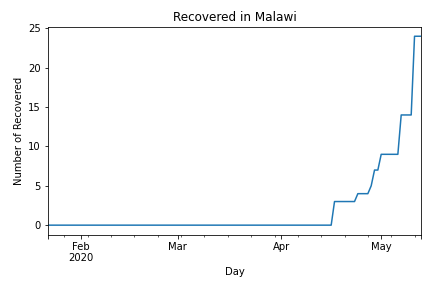 Recovered in Malawi
25
20
15
10
5
0
Number of Recovered
Feb
2020
Mar
Apr
May
Day